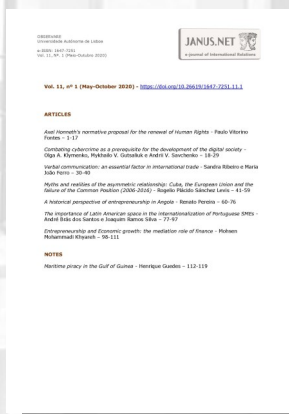 OBSERVARE
Universidade Autónoma de Lisboa
e-ISSN: 1647-7251
Vol. 11, Nº. 1 (Maio-Outubro 2020)
JANUS.NET
e-journal of International Relations
Vol. 11, nº 1 (May-October 2020) - https://doi.org/10.26619/1647-7251.11.1
ARTICLES
Axel Honneth's normative proposal for the renewal of Human Rights - Paulo Vitorino
Fontes – 1-17
Combating cybercrime as a prerequisite for the development of the digital society -
Olga A. Klymenko, Mykhailo V. Gutsaliuk e Andrii V. Savchenko – 18-29
Verbal communication: an essential factor in international trade - Sandra Ribeiro e Maria
João Ferro – 30-40
Myths and realities of the asymmetric relationship: Cuba, the European Union and the
failure of the Common Position (2006-2016) - Rogelio Plácido Sánchez Levis – 41-59
A historical perspective of entrepreneurship in Angola - Renato Pereira – 60-76
The importance of Latin American space in the internationalization of Portuguese SMEs -
André Brás dos Santos e Joaquim Ramos Silva – 77-97
Entrepreneurship and Economic growth: the mediation role of finance - Mohsen
Mohammadi Khyareh – 98-111
NOTES
Maritime piracy in the Gulf of Guinea - Henrique Guedes – 112-119